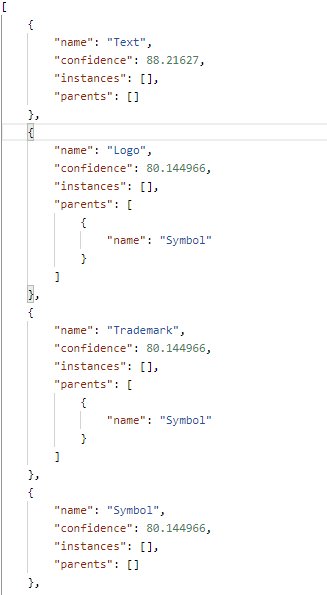 [
    {
        "name": "Text",
        "confidence": 88.21627,
        "instances": [],
        "parents": []
    },
    {
        "name": "Logo",
        "confidence": 80.144966,
        "instances": [],
        "parents": [
            {
                "name": "Symbol"
            }
        ]
    },
    {
        "name": "Trademark",
        "confidence": 80.144966,
        "instances": [],
        "parents": [
            {
                "name": "Symbol"
            }
        ]
    },
    {
        "name": "Symbol",
        "confidence": 80.144966,
        "instances": [],
        "parents": []
    },